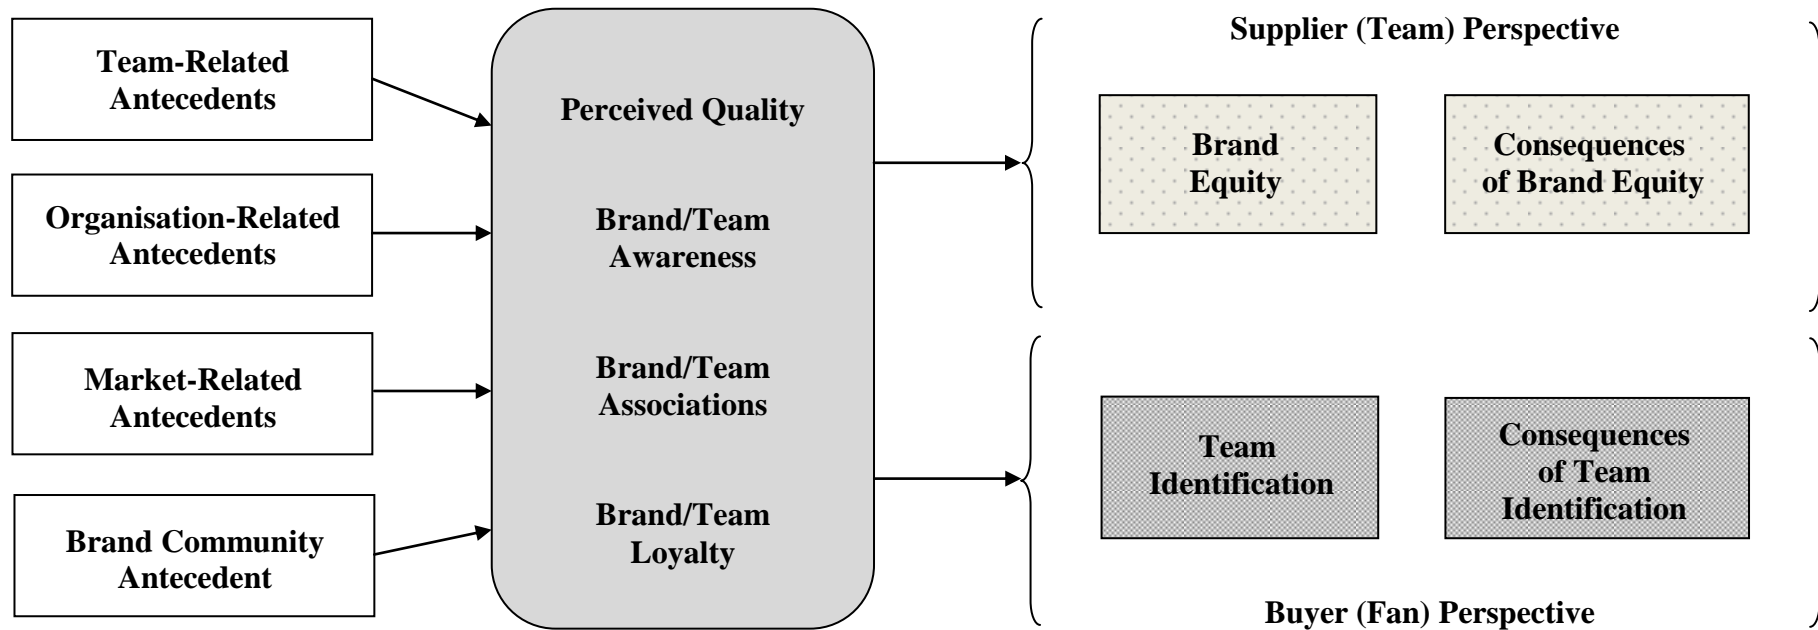 Team-Related
Antecedents
Organisation-Related
Antecedents
Market-Related
Antecedents
Brand Community
Antecedent
Perceived Quality
Brand/Team
Awareness
Brand/Team
Associations
Brand/Team
Loyalty
Supplier (Team) Perspective
Brand
Equity
Consequences
of Brand Equity
Team
Identification
Consequences
of Team
Identification
Buyer (Fan) Perspective